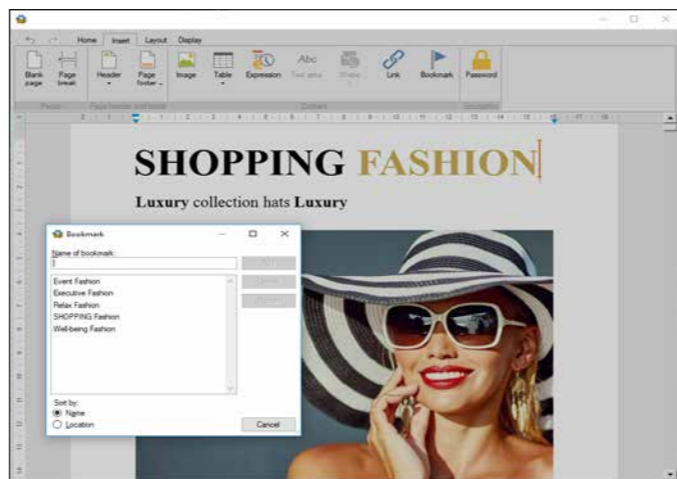 Home Insert Layout Display
Blank page
Page break
Header
Page footer
Image
Table
Expression
Text area
Shape
Link
Bookmark
Password
SHOPPING FASHION
Luxury collection hats Luxury
Bookmark
Name of bookmark:
Event Fashion
Executive Fashion
Relax Fashion
SHOPPING Fashion
Well-being Fashion
Sort by:
Name
Location
Cancel